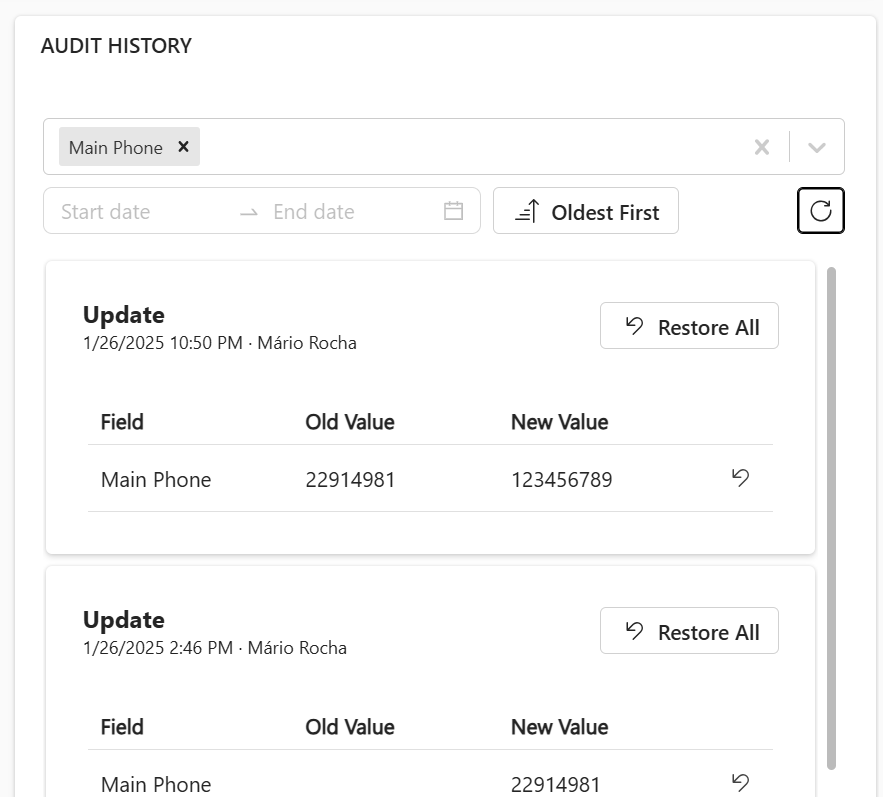 AUDIT HISTORY
Main Phone
Start date End date Oldest First
Update
1/26/2025 10:50 PM · Mário Rocha
Restore All
Field Old Value New Value
Main Phone 22914981 123456789
Update
1/26/2025 2:46 PM · Mário Rocha
Restore All
Field Old Value New Value
Main Phone 22914981